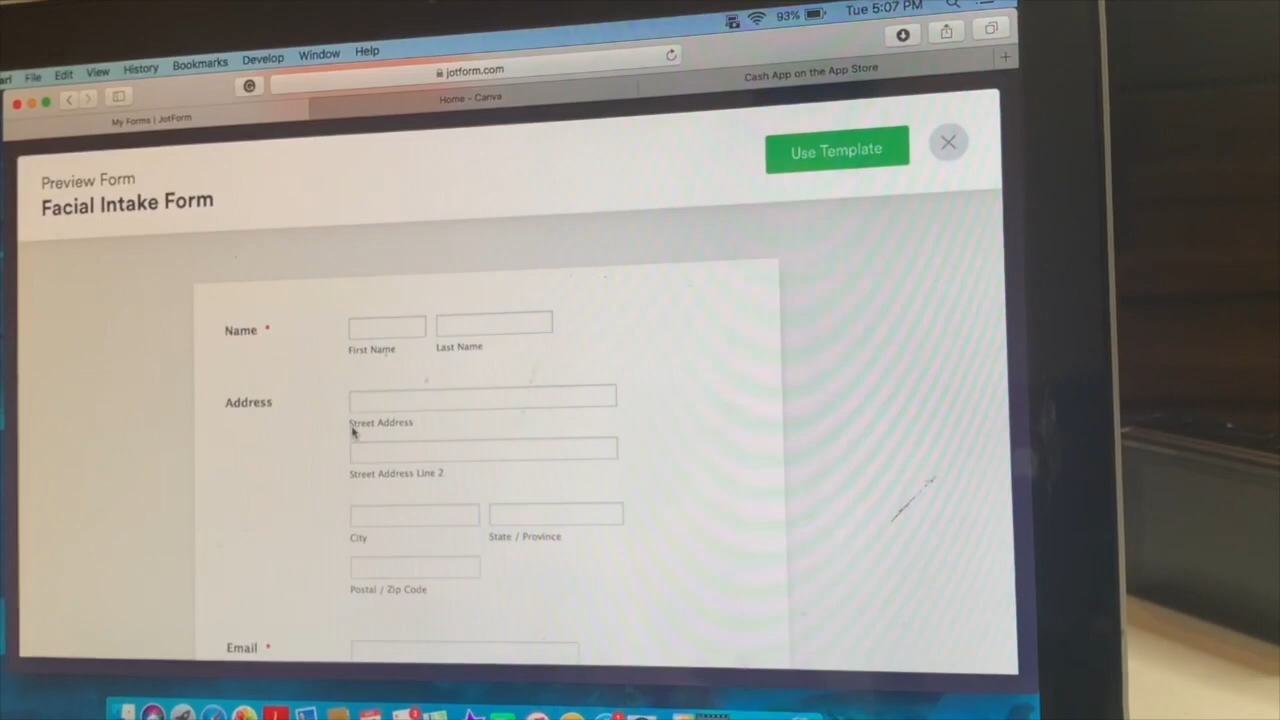 93% Tue 5:07 PM
File Edit View History Bookmarks Develop Window Help
jotform.com
My Forms | JotForm
Home - Canva
Cash App on the App Store
Preview Form
Facial Intake Form
Use Template
Name *
First Name Last Name
Address
Street Address
Street Address Line 2
City State / Province
Postal / Zip Code
Email *